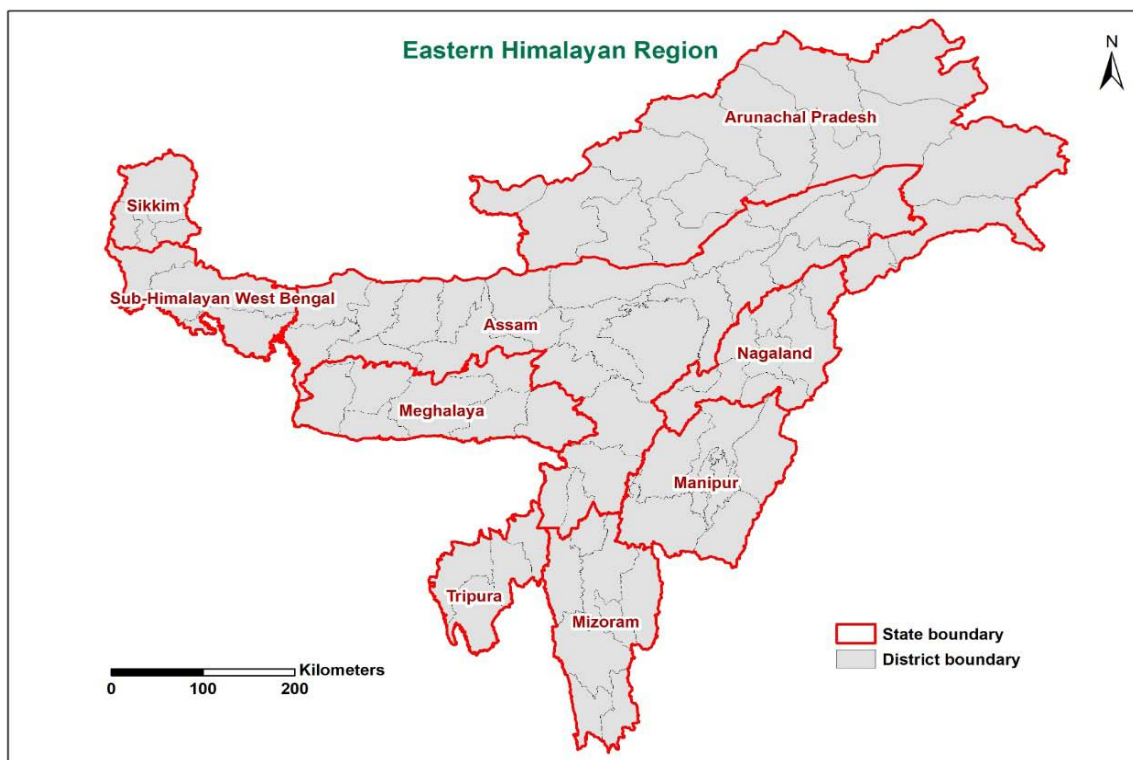 Eastern Himalayan Region
N
Arunachal Pradesh
Sikkim
Sub-Himalayan West Bengal
Assam
Nagaland
Meghalaya
Manipur
Tripura
Mizoram
State boundary
District boundary
Kilometers
0 100 200